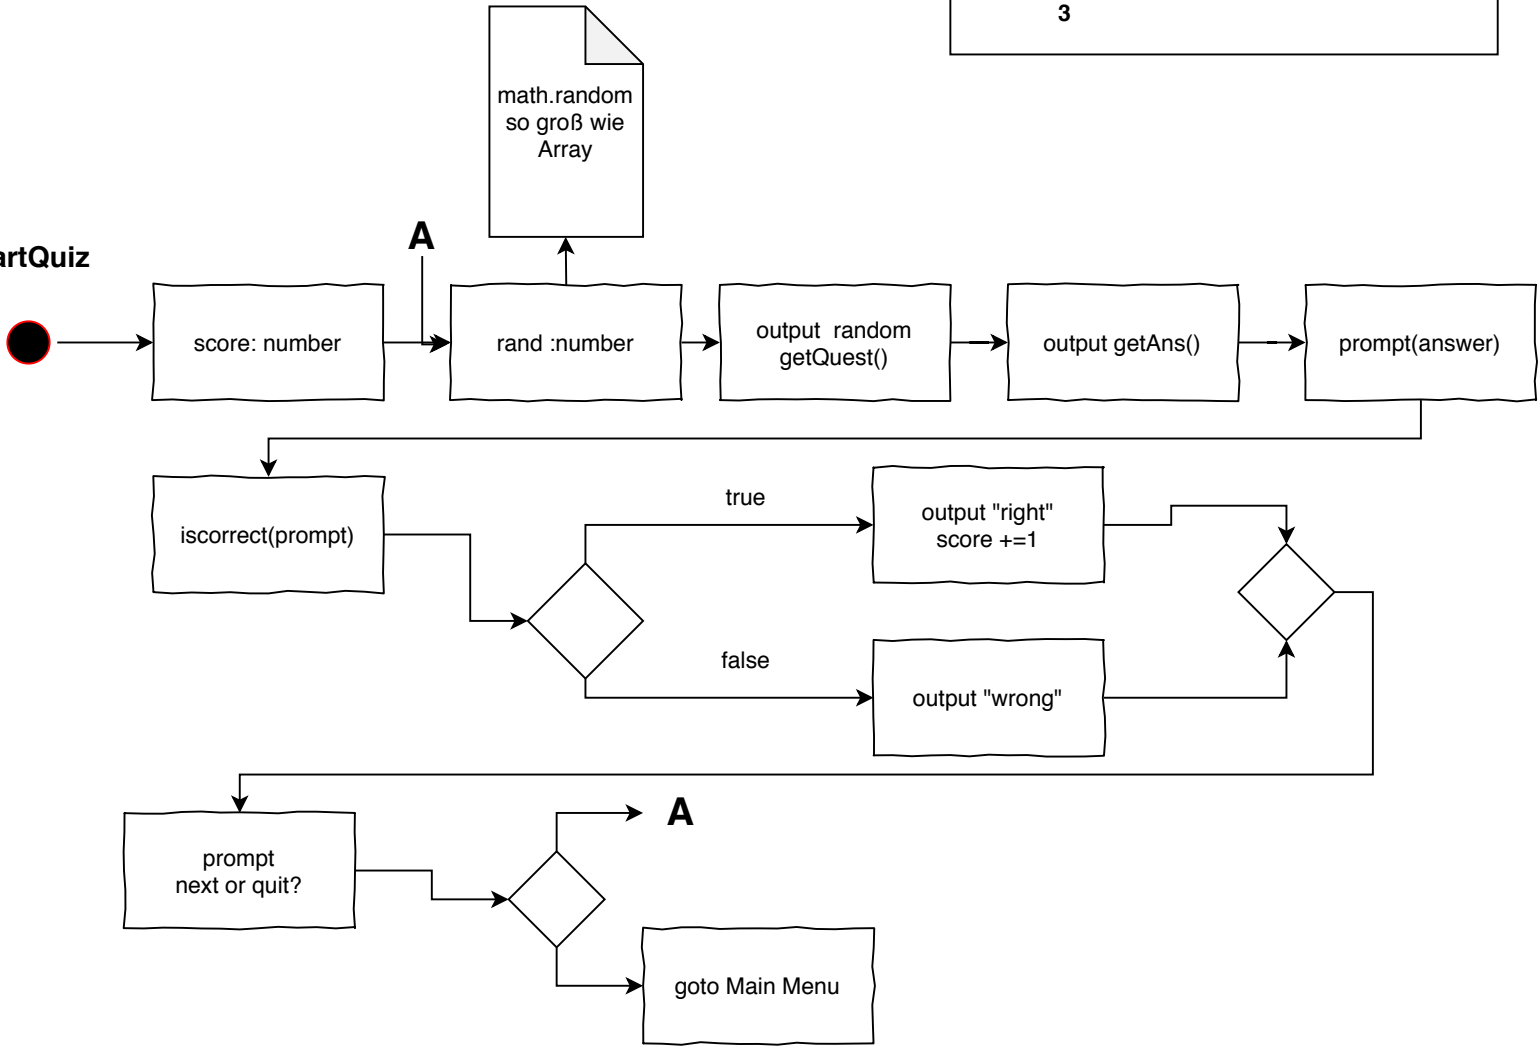 3
math.random
so groß wie
Array
A
artQuiz
score: number
rand :number
output random
getQuest()
output getAns()
prompt(answer)
iscorrect(prompt)
true
output "right"
score +=1
false
output "wrong"
prompt
next or quit?
A
goto Main Menu